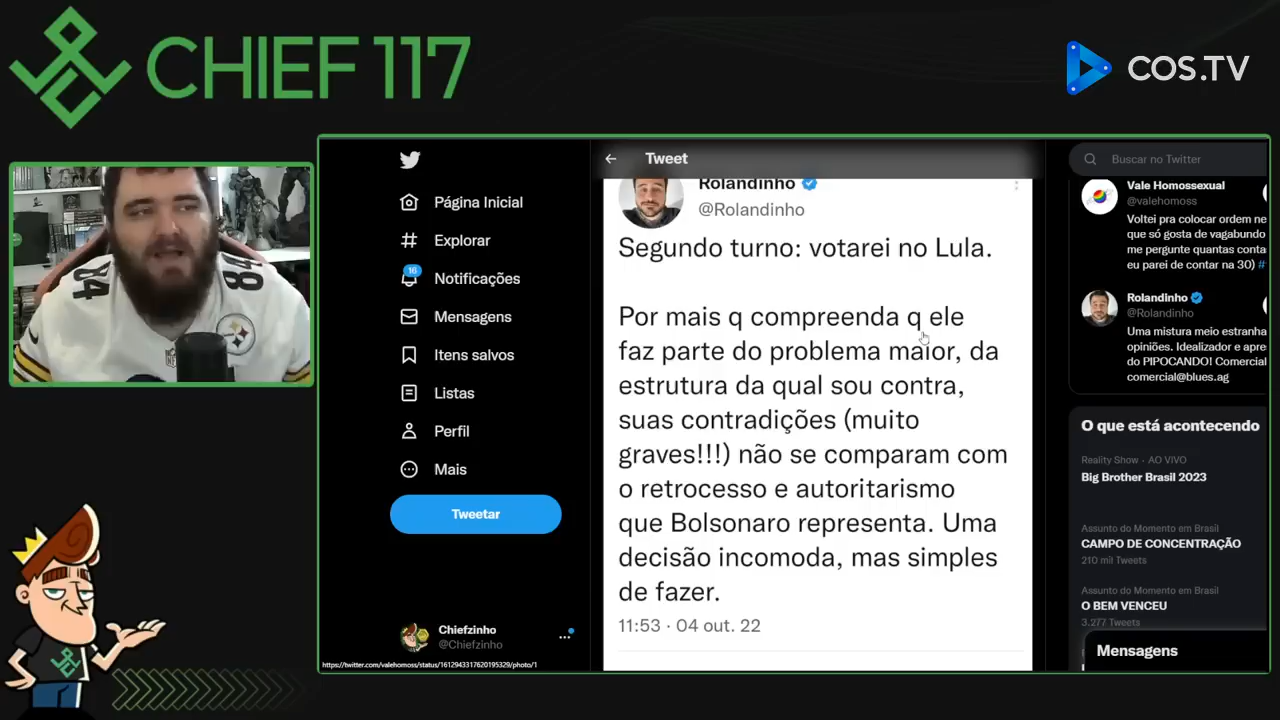 CHIEF 117
COS.TV
84
84
NFL
Steelers
Página Inicial
Explorar
16
Notificações
Mensagens
Itens salvos
Listas
Perfil
Mais
Tweetar
Chiefzinho
@Chiefzinho
...
https://twitter.com/valehomoss/status/1612943317620195329/photo/1
Tweet
Rolandinho
@Rolandinho
Segundo turno: votarei no Lula.
Por mais q compreenda q ele
faz parte do problema maior, da
estrutura da qual sou contra,
suas contradições (muito
graves!!!) não se comparam com
o retrocesso e autoritarismo
que Bolsonaro representa. Uma
decisão incomoda, mas simples
de fazer.
11:53 · 04 out. 22
Buscar no Twitter
Vale Homossexual
@valehomoss
Voltei pra colocar ordem ne
que só gosta de vagabundo
me pergunte quantas conta
eu parei de contar na 30) #
Rolandinho
@Rolandinho
Uma mistura meio estranha
opiniões. Idealizador e apre
do PIPOCANDO! Comercial
comercial@blues.ag
O que está acontecendo
Reality Show · AO VIVO
Big Brother Brasil 2023
Assunto do Momento em Brasil
CAMPO DE CONCENTRAÇÃO
210 mil Tweets
Assunto do Momento em Brasil
O BEM VENCEU
3.277 Tweets
Mensagens